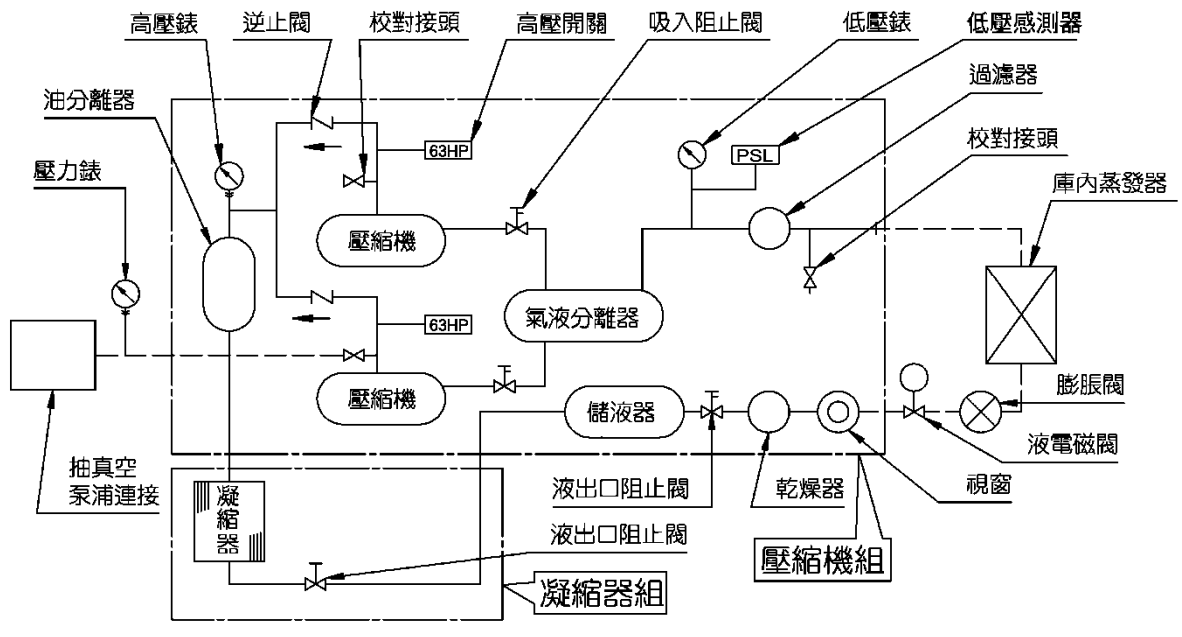 高壓錶
逆止閥
校對接頭
高壓開關
吸入阻止閥
低壓錶
低壓感測器
過濾器
油分離器
校對接頭
63HP
PSL
壓力錶
庫內蒸發器
壓縮機
氣液分離器
63HP
壓縮機
儲液器
膨脹閥
液電磁閥
抽真空
泵浦連接
凝
縮
器
液出口阻止閥
乾燥器
視窗
液出口阻止閥
壓縮機組
凝縮器組